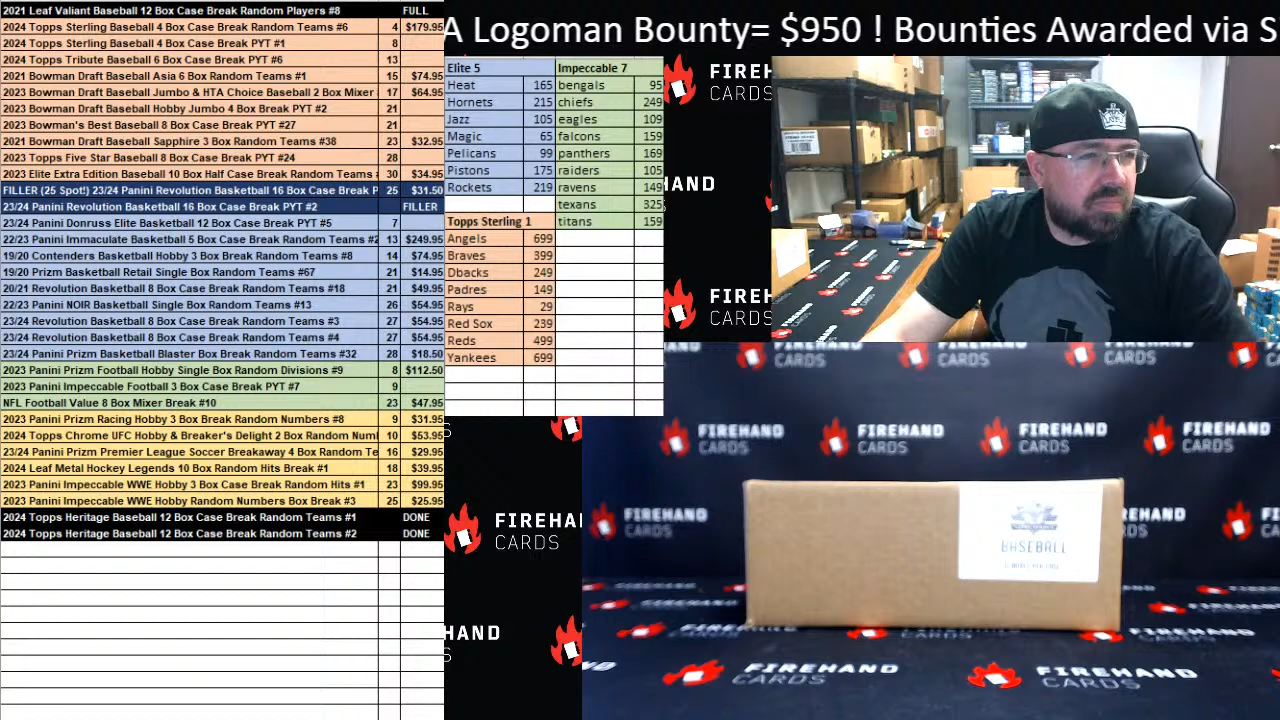 2021 Leaf Valiant Baseball 12 Box Case Break Random Players #8 FULL
2024 Topps Sterling Baseball 4 Box Case Break Random Teams #6 4 $179.95
2024 Topps Sterling Baseball 4 Box Case Break PYT #1 8
2024 Topps Tribute Baseball 6 Box Case Break PYT #6 13
2021 Bowman Draft Baseball Asia 6 Box Random Teams #1 15 $74.95
2023 Bowman Draft Baseball Jumbo & HTA Choice Baseball 2 Box Mixer 17 $64.95
2023 Bowman Draft Baseball Hobby Jumbo 4 Box Break PYT #2 21
2023 Bowman's Best Baseball 8 Box Case Break PYT #27 21
2021 Bowman Draft Baseball Sapphire 3 Box Random Teams #38 23 $32.95
2023 Topps Five Star Baseball 8 Box Case Break PYT #24 28
2023 Elite Extra Edition Baseball 10 Box Half Case Break Random Teams 30 $34.95
FILLER (25 Spot!) 23/24 Panini Revolution Basketball 16 Box Case Break P 25 $31.50
23/24 Panini Revolution Basketball 16 Box Case Break PYT #2 FILLER
23/24 Panini Donruss Elite Basketball 12 Box Case Break PYT #5 7
22/23 Panini Immaculate Basketball 5 Box Case Break Random Teams #2 13 $249.95
19/20 Contenders Basketball Hobby 3 Box Break Random Teams #8 14 $74.95
19/20 Prizm Basketball Retail Single Box Random Teams #67 21 $14.95
20/21 Revolution Basketball 8 Box Case Break Random Teams #18 21 $49.95
22/23 Panini NOIR Basketball Single Box Random Teams #13 26 $54.95
23/24 Revolution Basketball 8 Box Case Break Random Teams #3 27 $54.95
23/24 Revolution Basketball 8 Box Case Break Random Teams #4 27 $54.95
23/24 Panini Prizm Basketball Blaster Box Break Random Teams #32 28 $18.50
2023 Panini Prizm Football Hobby Single Box Random Divisions #9 8 $112.50
2023 Panini Impeccable Football 3 Box Case Break PYT #7 9
NFL Football Value 8 Box Mixer Break #10 23 $47.95
2023 Panini Prizm Racing Hobby 3 Box Break Random Numbers #8 9 $31.95
2024 Topps Chrome UFC Hobby & Breaker's Delight 2 Box Random Num 10 $53.95
23/24 Panini Prizm Premier League Soccer Breakaway 4 Box Random Te 16 $29.95
2024 Leaf Metal Hockey Legends 10 Box Random Hits Break #1 18 $39.95
2023 Panini Impeccable WWE Hobby 3 Box Case Break Random Hits #1 23 $99.95
2023 Panini Impeccable WWE Hobby Random Numbers Box Break #3 25 $25.95
2024 Topps Heritage Baseball 12 Box Case Break Random Teams #1 DONE
2024 Topps Heritage Baseball 12 Box Case Break Random Teams #2 DONE
A Logoman Bounty= $950 ! Bounties Awarded via S
Elite 5
Heat 165
Hornets 215
Jazz 105
Magic 65
Pelicans 99
Pistons 175
Rockets 219
Topps Sterling 1
Angels 699
Braves 399
Dbacks 249
Padres 149
Rays 29
Red Sox 239
Reds 499
Yankees 699
Impeccable 7
bengals 95
chiefs 249
eagles 109
falcons 159
panthers 169
raiders 105
ravens 149
texans 325
titans 159
FIREH
CARDS
HAND
FIREH
CARDS
FIREHA
CARDS
HAND
S
FIREHAND
CARDS
FIREHAND
CARDS
FIREHAND
CARDS
FIREHAND
CARDS
BASEBALL
FIREHAND
CARDS
FIREHAND
CARDS